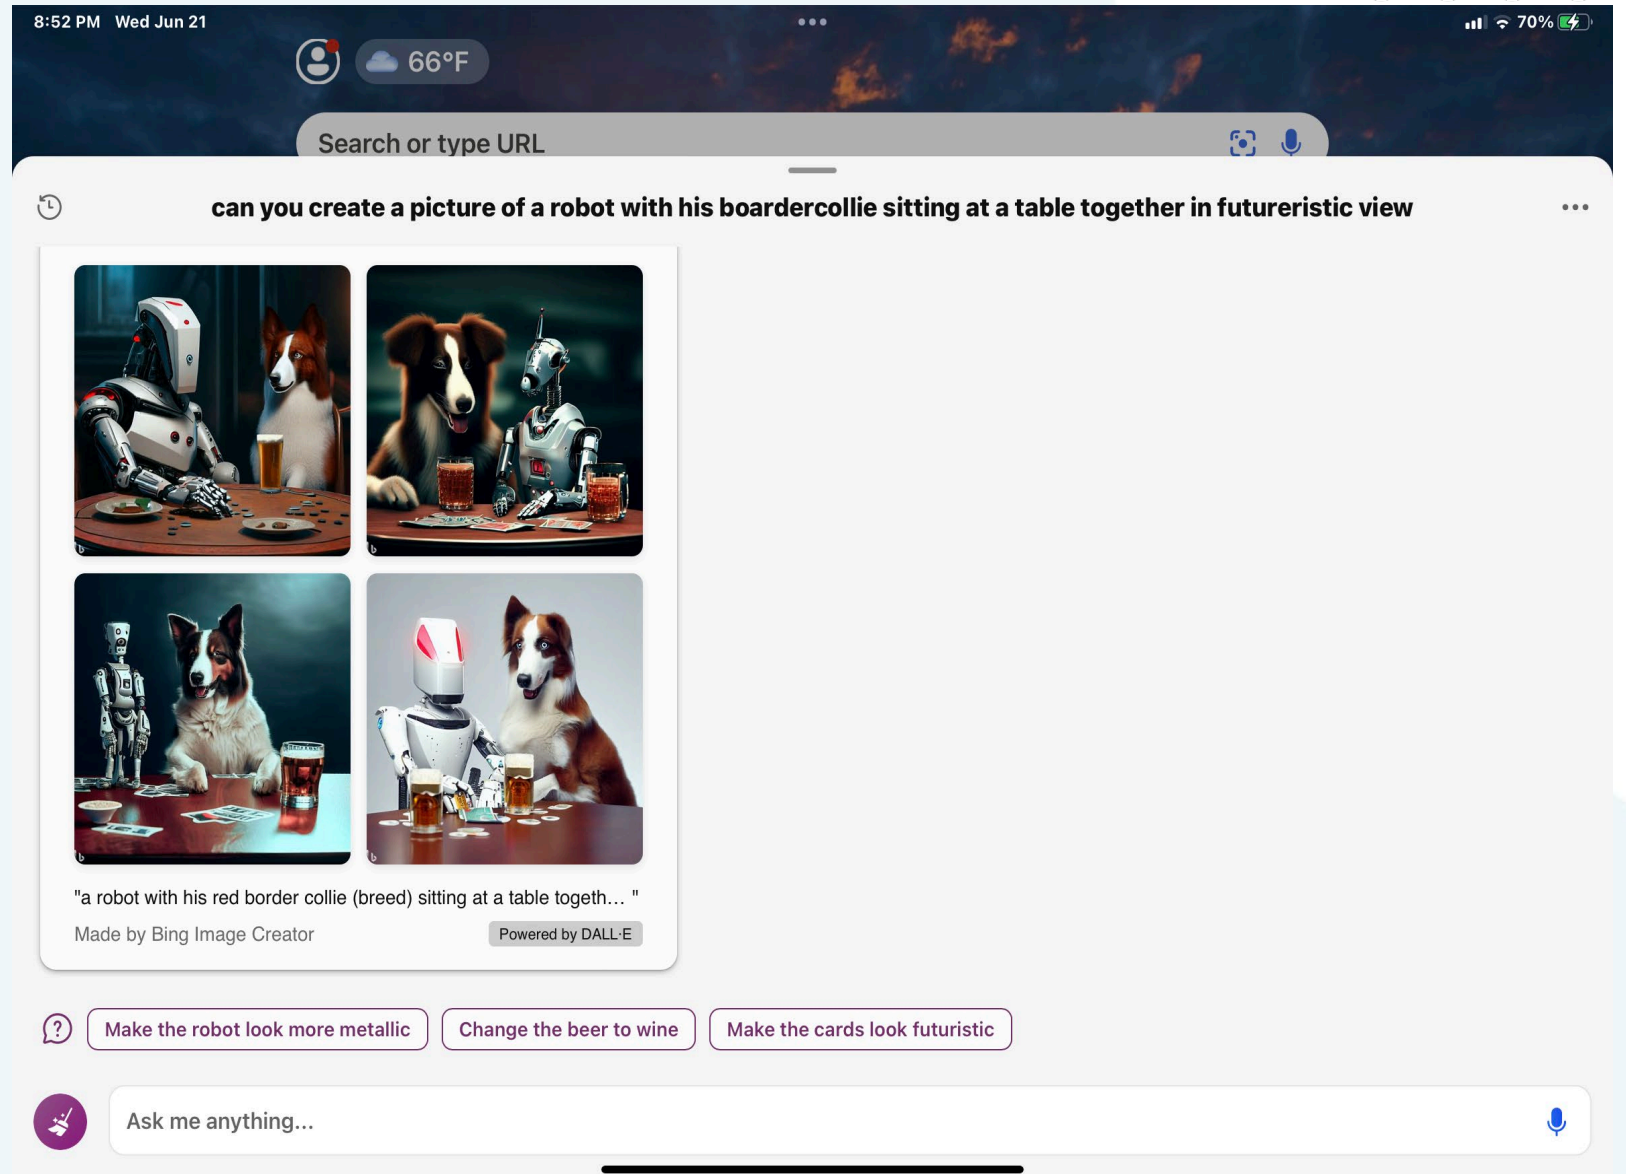 8:52 PM Wed Jun 21
70%
66°F
Search or type URL
can you create a picture of a robot with his boardercollie sitting at a table together in futureristic view
"a robot with his red border collie (breed) sitting at a table togeth... "
Made by Bing Image Creator
Powered by DALL·E
Make the robot look more metallic
Change the beer to wine
Make the cards look futuristic
Ask me anything...